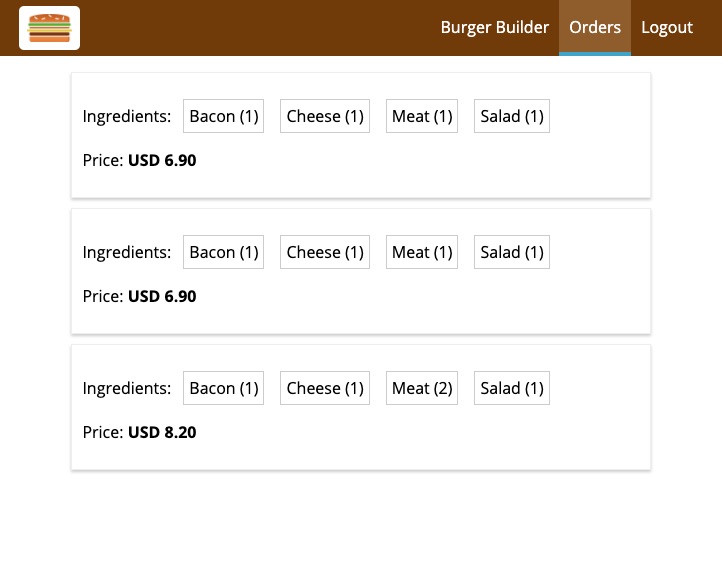 Burger Builder Orders Logout
Ingredients: Bacon (1) Cheese (1) Meat (1) Salad (1)
Price: USD 6.90
Ingredients: Bacon (1) Cheese (1) Meat (1) Salad (1)
Price: USD 6.90
Ingredients: Bacon (1) Cheese (1) Meat (2) Salad (1)
Price: USD 8.20